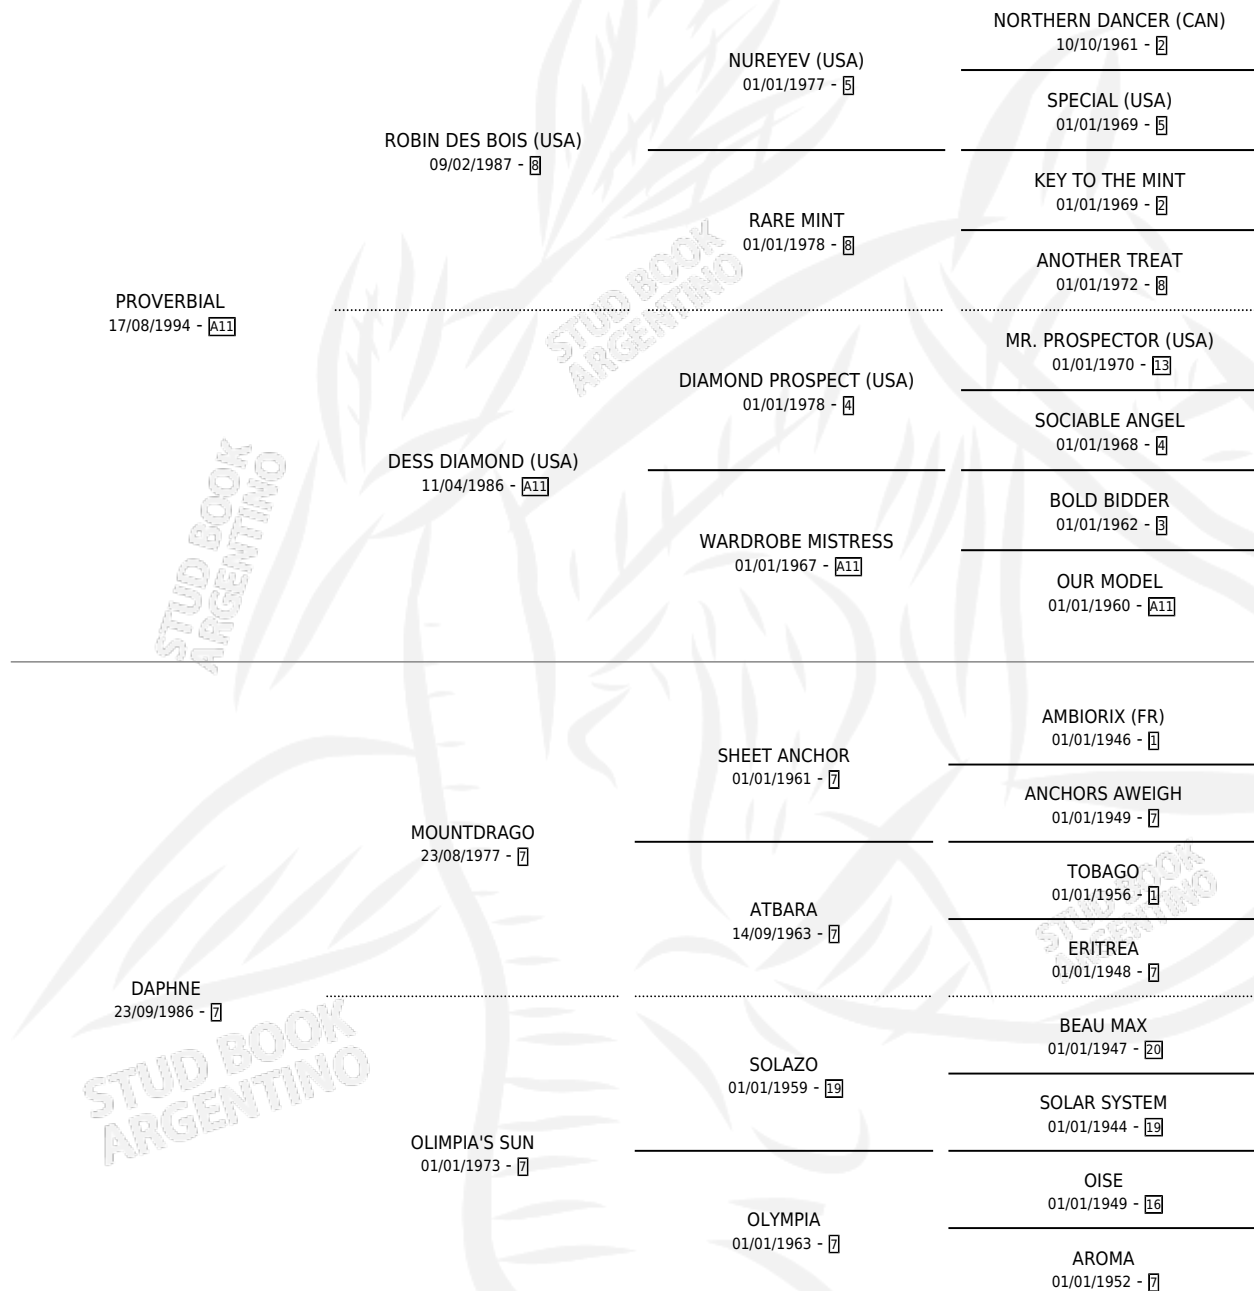 NORTHERN DANCER (CAN)
10/10/1961 - 2
NUREYEV (USA)
01/01/1977 - 5
SPECIAL (USA)
01/01/1969 - 5
ROBIN DES BOIS (USA)
09/02/1987 - 8
KEY TO THE MINT
01/01/1969 - 2
RARE MINT
01/01/1978 - 8
ANOTHER TREAT
01/01/1972 - 8
PROVERBIAL
17/08/1994 - A11
MR. PROSPECTOR (USA)
01/01/1970 - 13
DIAMOND PROSPECT (USA)
01/01/1978 - 4
SOCIABLE ANGEL
01/01/1968 - 4
DESS DIAMOND (USA)
11/04/1986 - A11
BOLD BIDDER
01/01/1962 - 3
WARDROBE MISTRESS
01/01/1967 - A11
OUR MODEL
01/01/1960 - A11
AMBIORIX (FR)
01/01/1946 - 1
SHEET ANCHOR
01/01/1961 - 7
ANCHORS AWEIGH
01/01/1949 - 7
MOUNTDRAGO
23/08/1977 - 7
TOBAGO
01/01/1956 - 1
ATBARA
14/09/1963 - 7
ERITREA
01/01/1948 - 7
DAPHNE
23/09/1986 - 7
BEAU MAX
01/01/1947 - 20
SOLAZO
01/01/1959 - 19
SOLAR SYSTEM
01/01/1944 - 19
OLIMPIA'S SUN
01/01/1973 - 7
OISE
01/01/1949 - 16
OLYMPIA
01/01/1963 - 7
AROMA
01/01/1952 - 7
STUD BOOK
ARGENTINO
STUD BOOK
ARGENTINO
STUD BOOK
ARGENTINO
STUD BOOK
ARGENTINO